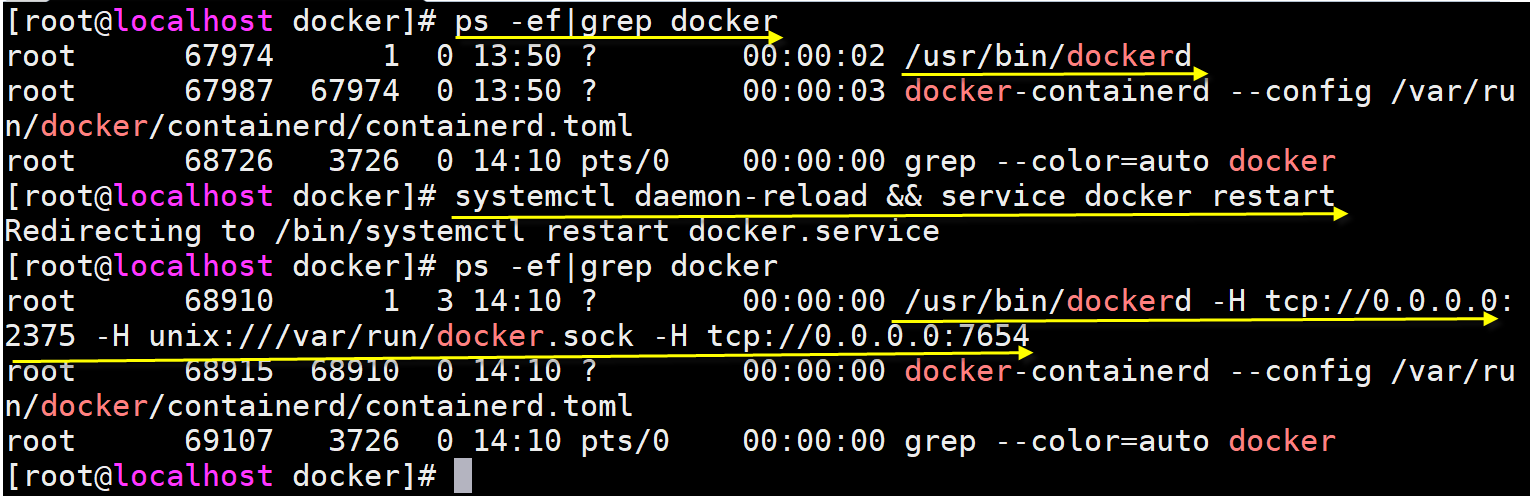 [root@localhost docker]# ps -ef|grep docker
root      67974      1  0 13:50 ?        00:00:02 /usr/bin/dockerd
root      67987  67974  0 13:50 ?        00:00:03 docker-containerd --config /var/ru
n/docker/containerd/containerd.toml
root      68726   3726  0 14:10 pts/0    00:00:00 grep --color=auto docker
[root@localhost docker]# systemctl daemon-reload && service docker restart
Redirecting to /bin/systemctl restart docker.service
[root@localhost docker]# ps -ef|grep docker
root      68910      1  3 14:10 ?        00:00:00 /usr/bin/dockerd -H tcp://0.0.0.0:
2375 -H unix:///var/run/docker.sock -H tcp://0.0.0.0:7654
root      68915  68910  0 14:10 ?        00:00:00 docker-containerd --config /var/ru
n/docker/containerd/containerd.toml
root      69107   3726  0 14:10 pts/0    00:00:00 grep --color=auto docker
[root@localhost docker]#